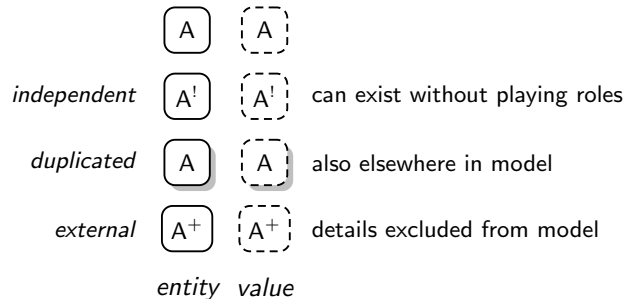 A A
independent A! A! can exist without playing roles
duplicated A A also elsewhere in model
external A+ A+ details excluded from model
entity value